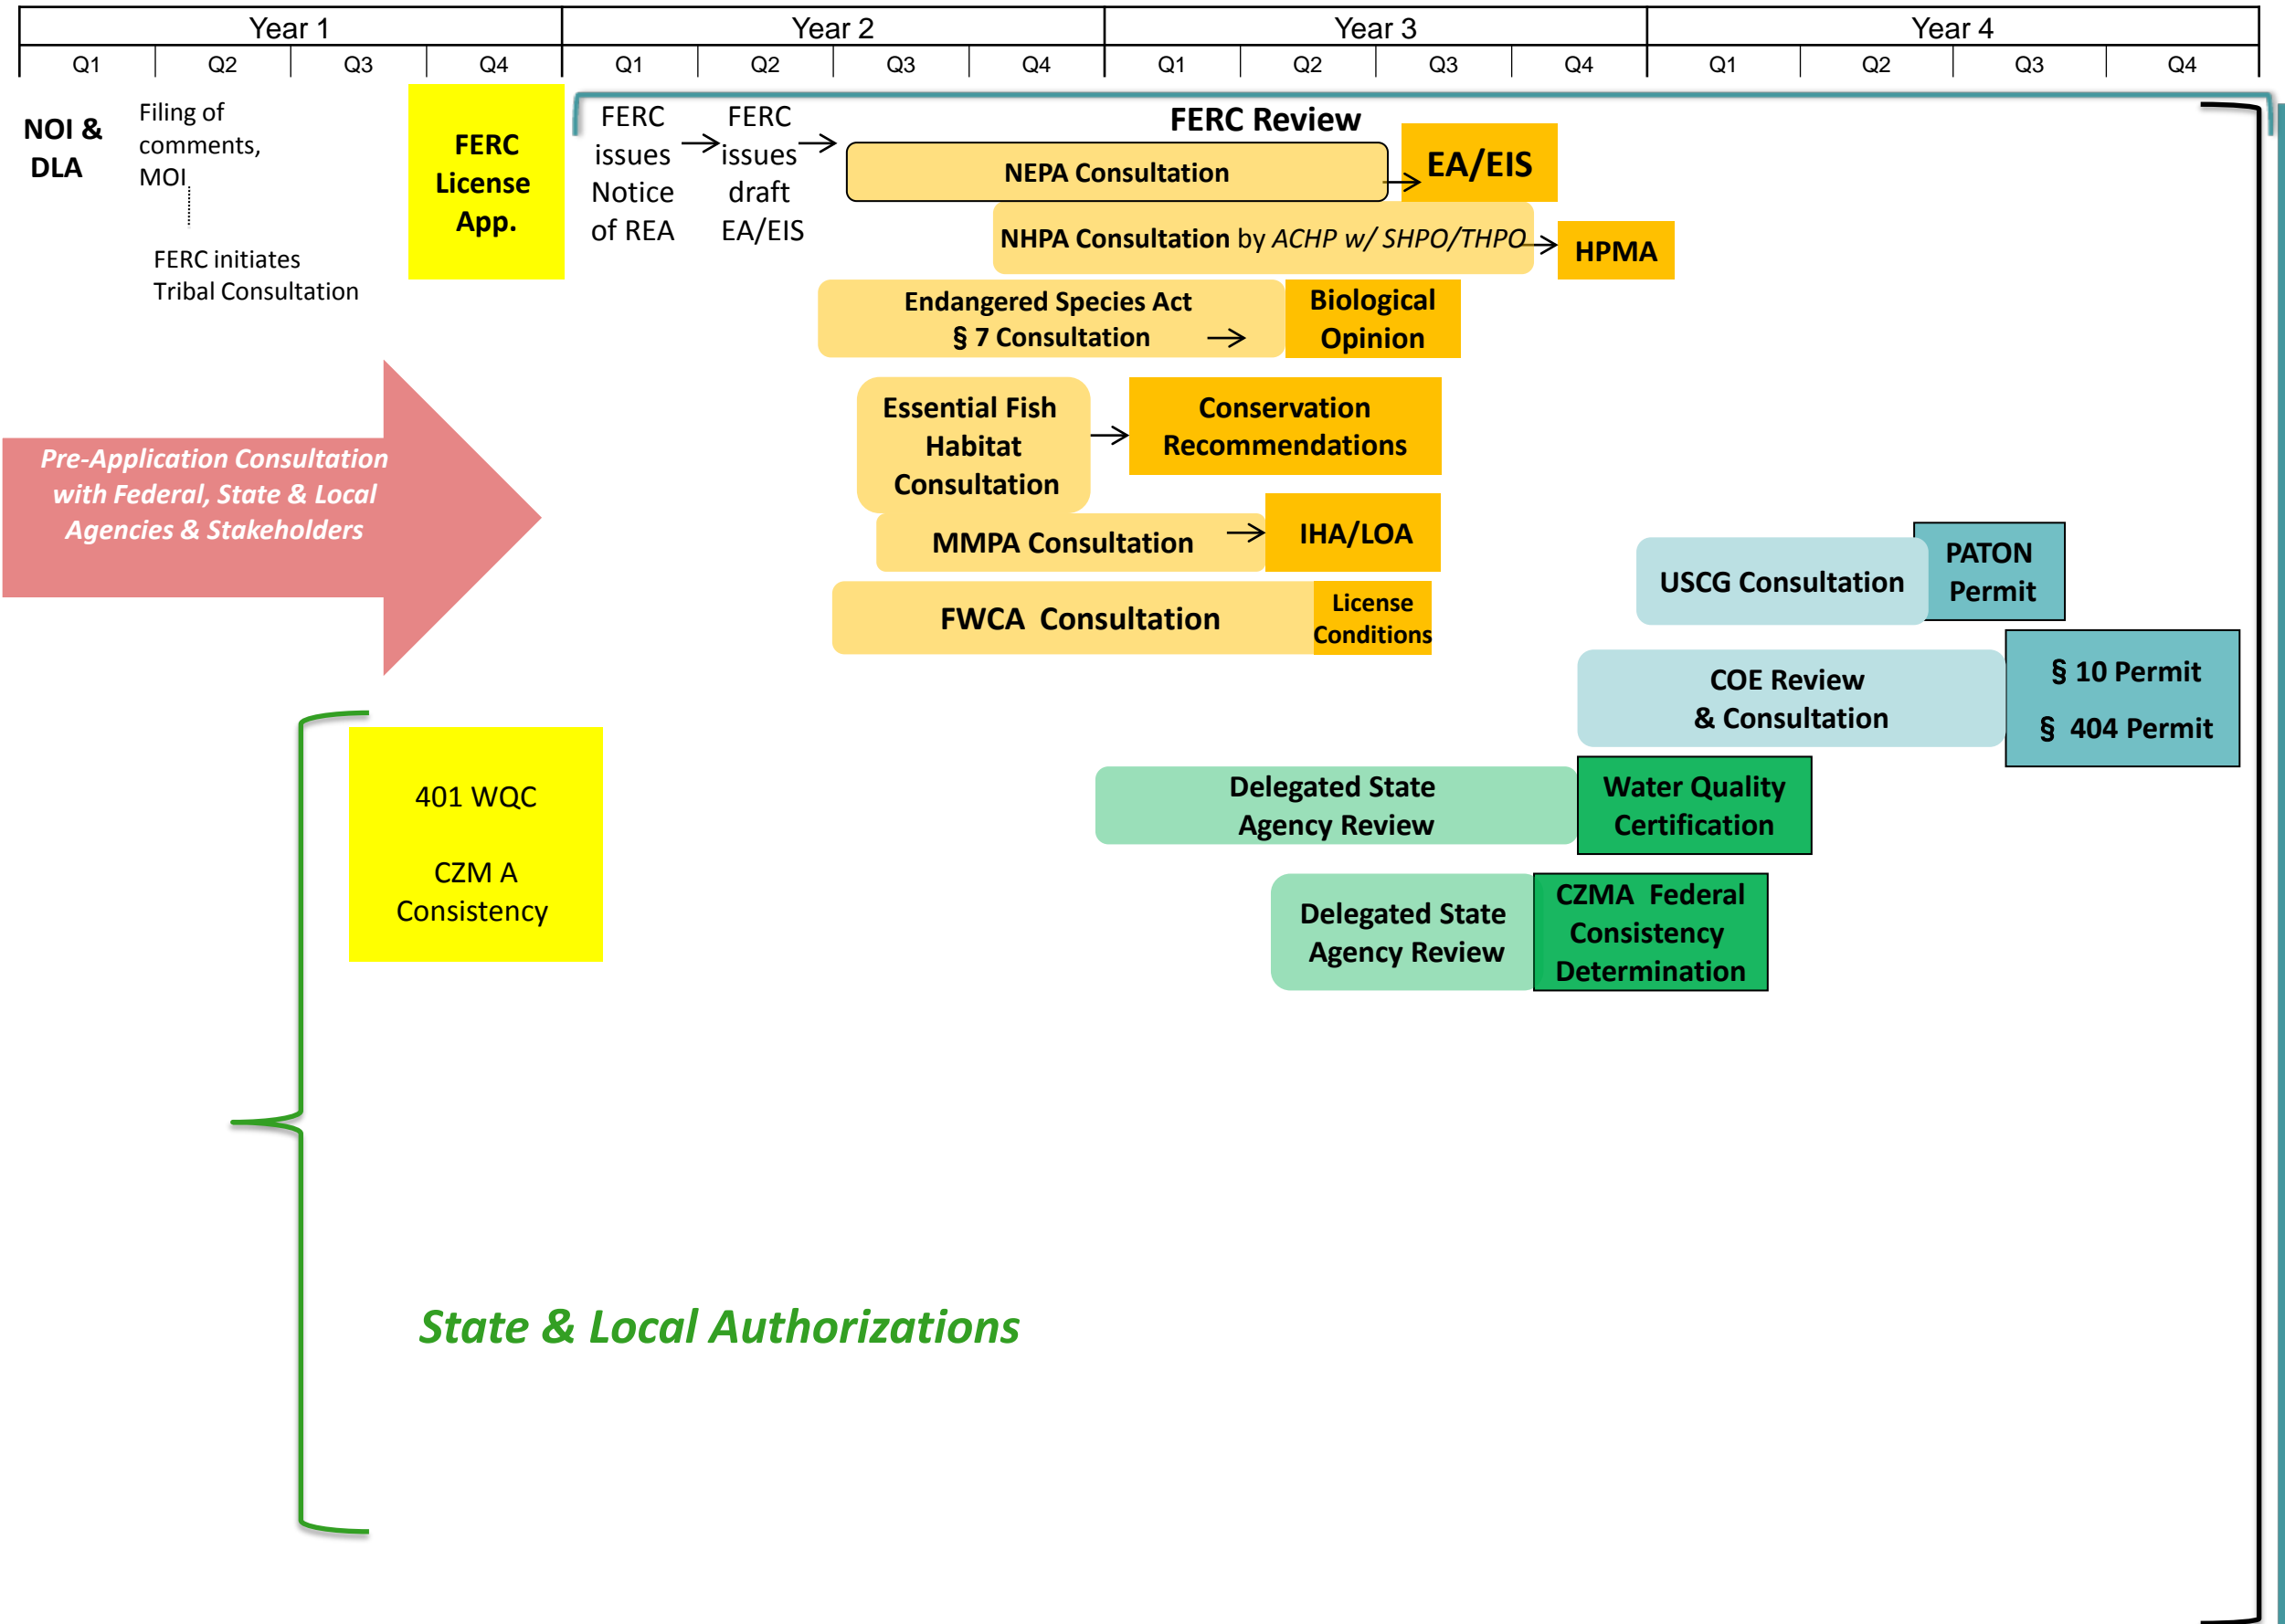 Year 1
Year 2
Year 3
Year 4
Q1 Q2 Q3 Q4 Q1 Q2 Q3 Q4 Q1 Q2 Q3 Q4 Q1 Q2 Q3 Q4
NOI &
DLA
Filing of
comments,
MOI
FERC initiates
Tribal Consultation
FERC
License
App.
FERC
issues
Notice
of REA
FERC
issues
draft
EA/EIS
FERC Review
NEPA Consultation
EA/EIS
NHPA Consultation by ACHP w/ SHPO/THPO
HPMA
Endangered Species Act
§ 7 Consultation
Biological
Opinion
Essential Fish
Habitat
Consultation
Conservation
Recommendations
Pre-Application Consultation
with Federal, State & Local
Agencies & Stakeholders
MMPA Consultation
IHA/LOA
FWCA Consultation
License
Conditions
USCG Consultation
PATON
Permit
COE Review
& Consultation
§ 10 Permit
§ 404 Permit
401 WQC
CZM A
Consistency
Delegated State
Agency Review
Water Quality
Certification
Delegated State
Agency Review
CZMA Federal
Consistency
Determination
State & Local Authorizations